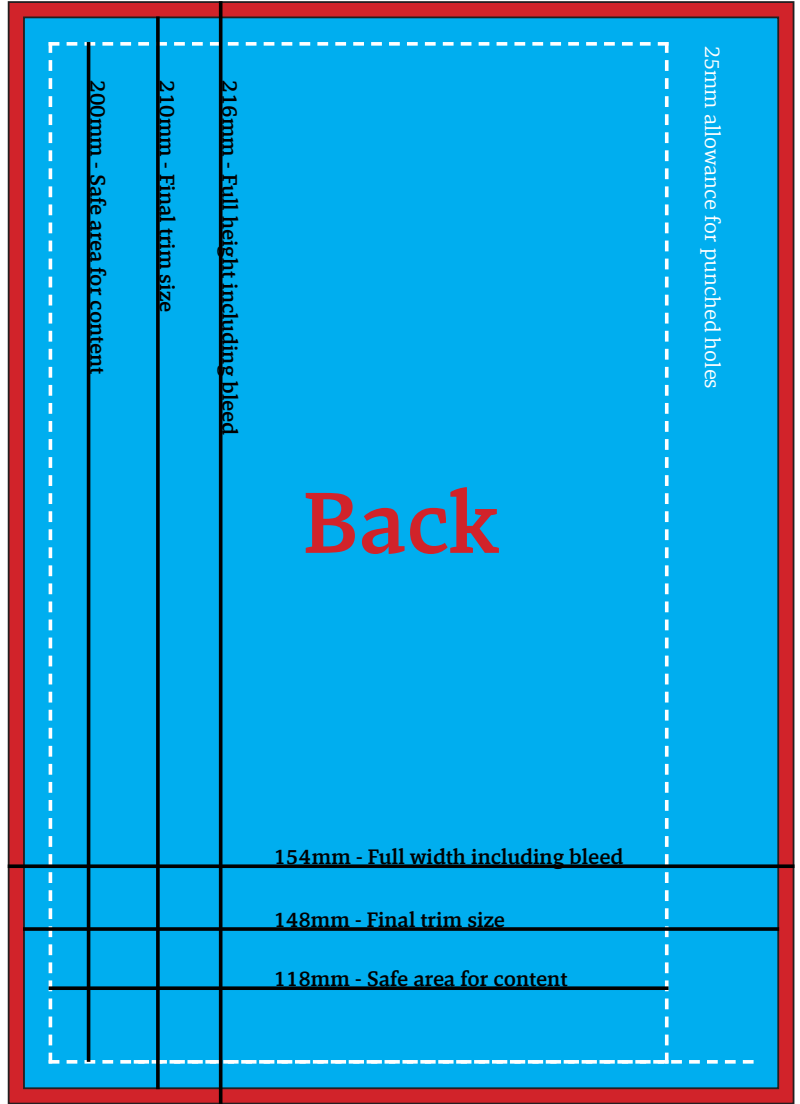 200mm - Safe area for content
210mm - Final trim size
216mm - Full height including bleed
25mm allowance for punched holes
Back
154mm - Full width including bleed
148mm - Final trim size
118mm - Safe area for content